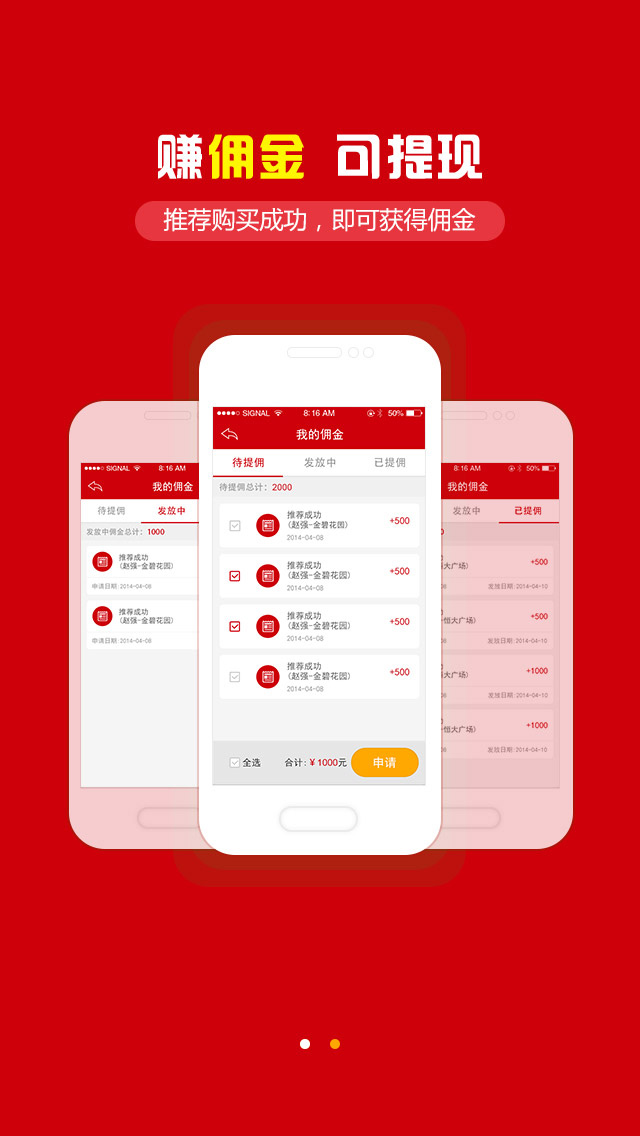 赚佣金 可提现
推荐购买成功，即可获得佣金
SIGNAL 8:16 AM 50%
我的佣金
待提佣 发放中 已提佣
待提佣总计：2000
推荐成功
（赵强-金碧花园）
2014-04-08
+500
推荐成功
（赵强-金碧花园）
2014-04-08
+500
推荐成功
（赵强-金碧花园）
2014-04-08
+500
推荐成功
（赵强-金碧花园）
2014-04-08
+500
全选 合计：¥1000元 申请
SIGNAL 8:16 AM
我的佣金
待提佣 发放中
发放中佣金总计：1000
推荐成功
（赵强-金碧花园）
申请日期：2014-04-08
推荐成功
（赵强-金碧花园）
申请日期：2014-04-08
8:16 AM 50%
我的佣金
发放中 已提佣
+500
大广场）
发放日期：2014-04-10
+500
恒大广场）
发放日期：2014-04-10
+1000
大广场）
发放日期：2014-04-10
+1000
恒大广场）
发放日期：2014-04-10